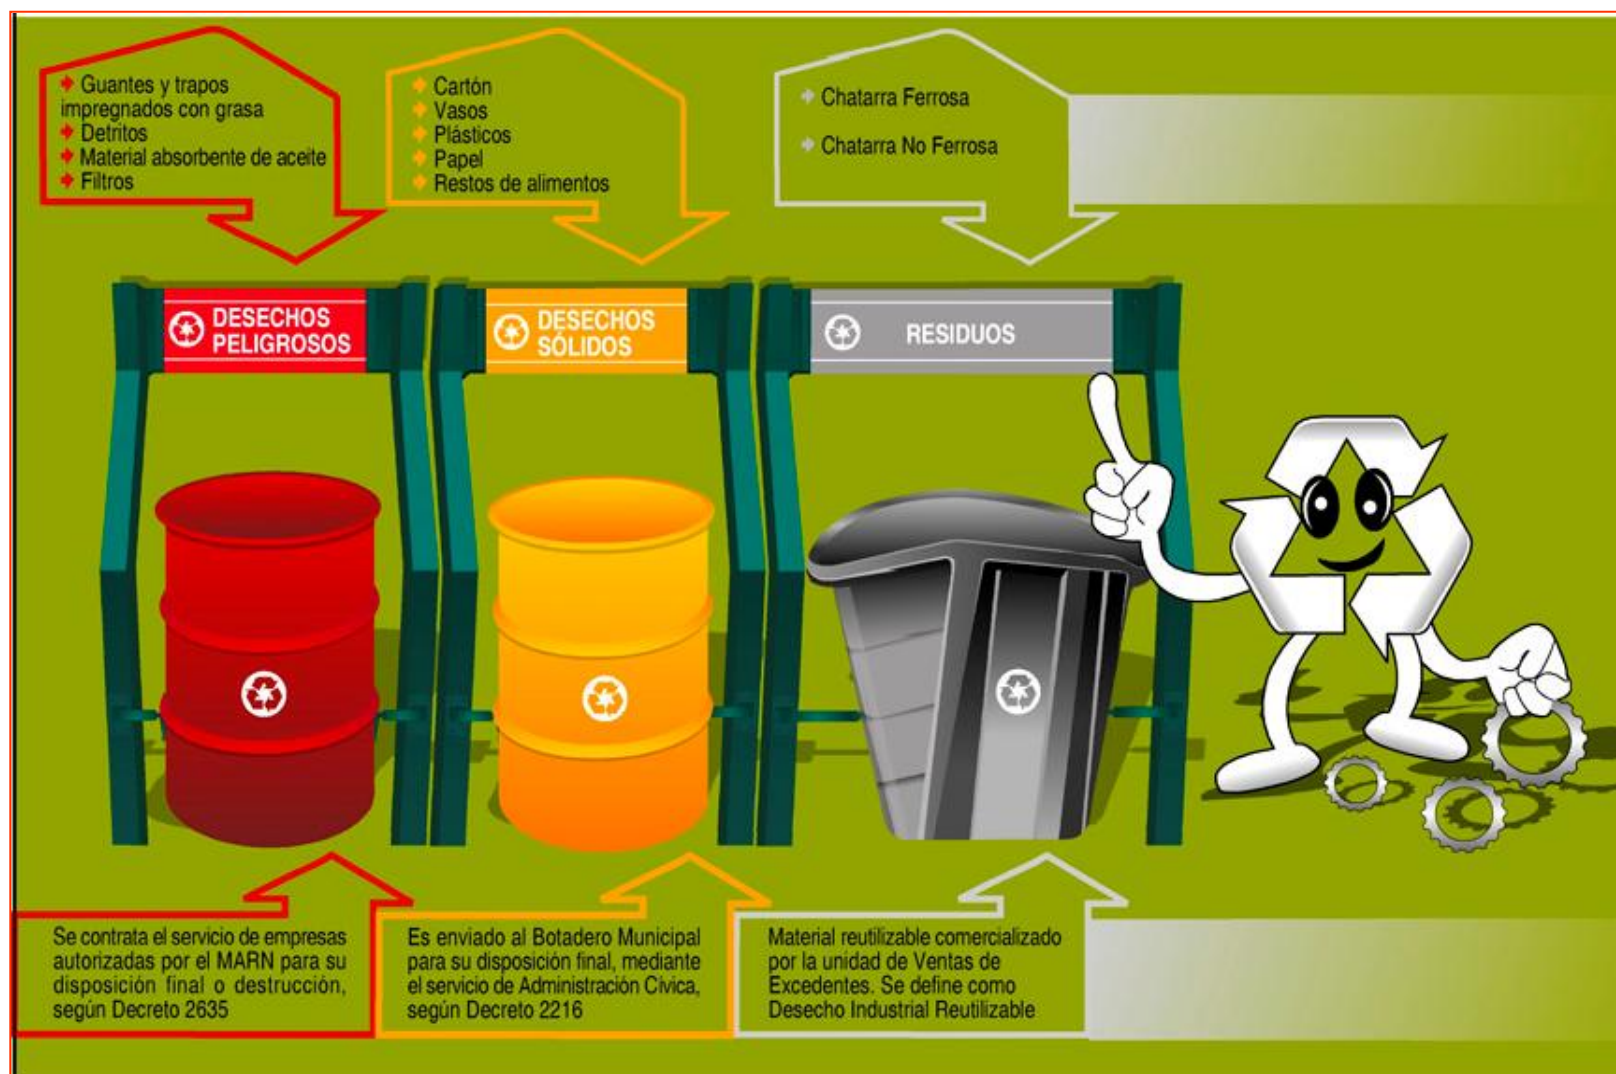 Guantes y trapos
impregnados con grasa
Detritos
Material absorbente de aceite
Filtros
Cartón
Vasos
Plásticos
Papel
Restos de alimentos
Chatarra Ferrosa
Chatarra No Ferrosa
DESECHOS
PELIGROSOS
DESECHOS
SÓLIDOS
RESIDUOS
Se contrata el servicio de empresas
autorizadas por el MARN para su
disposición final o destrucción,
según Decreto 2635
Es enviado al Botadero Municipal
para su disposición final, mediante
el servicio de Administración Cívica,
según Decreto 2216
Material reutilizable comercializado
por la unidad de Ventas de
Excedentes. Se define como
Desecho Industrial Reutilizable